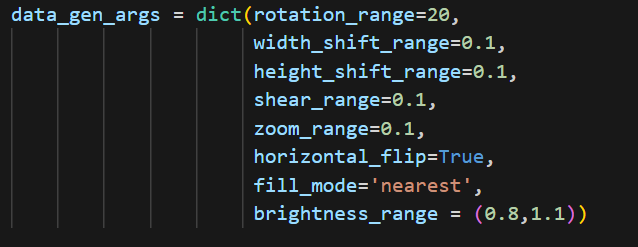 data_gen_args = dict(rotation_range=20,
width_shift_range=0.1,
height_shift_range=0.1,
shear_range=0.1,
zoom_range=0.1,
horizontal_flip=True,
fill_mode='nearest',
brightness_range = (0.8,1.1))